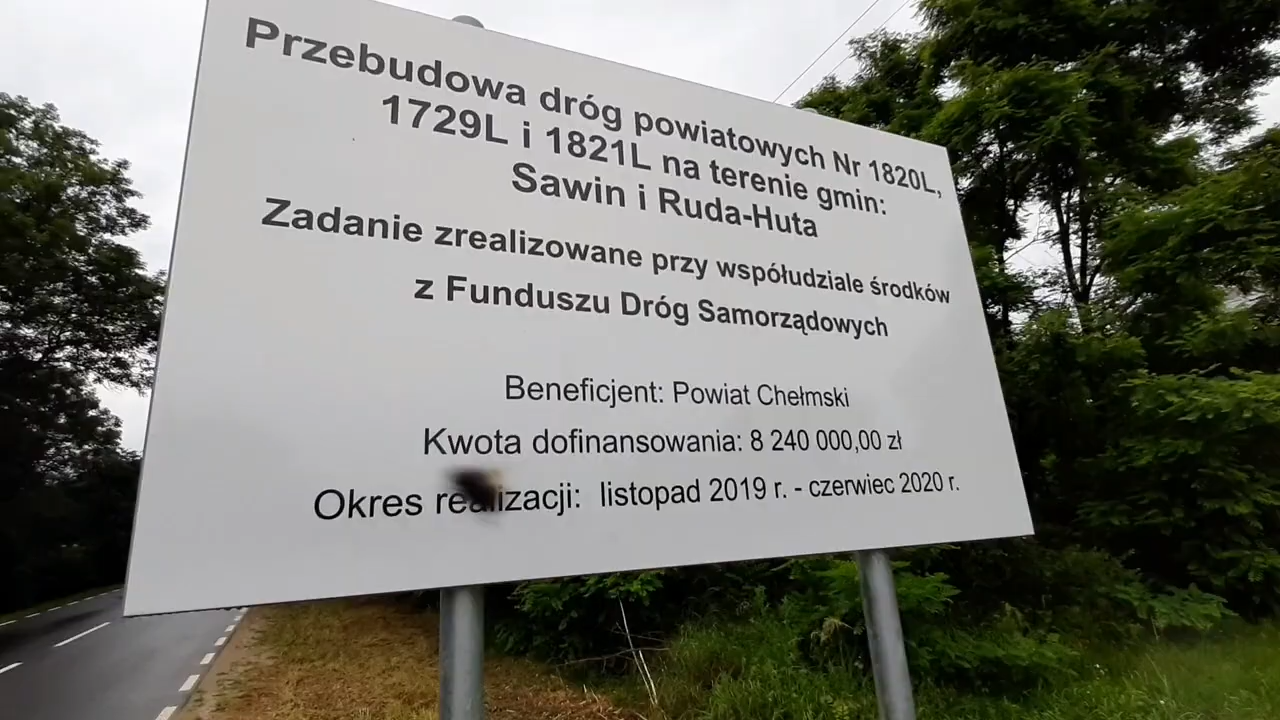 Przebudowa dróg powiatowych Nr 1820L,
1729L i 1821L na terenie gmin:
Sawin i Ruda-Huta
Zadanie zrealizowane przy współudziale środków
z Funduszu Dróg Samorządowych
Beneficjent: Powiat Chełmski
Kwota dofinansowania: 8 240 000,00 zł
Okres realizacji: listopad 2019 r. - czerwiec 2020 r.